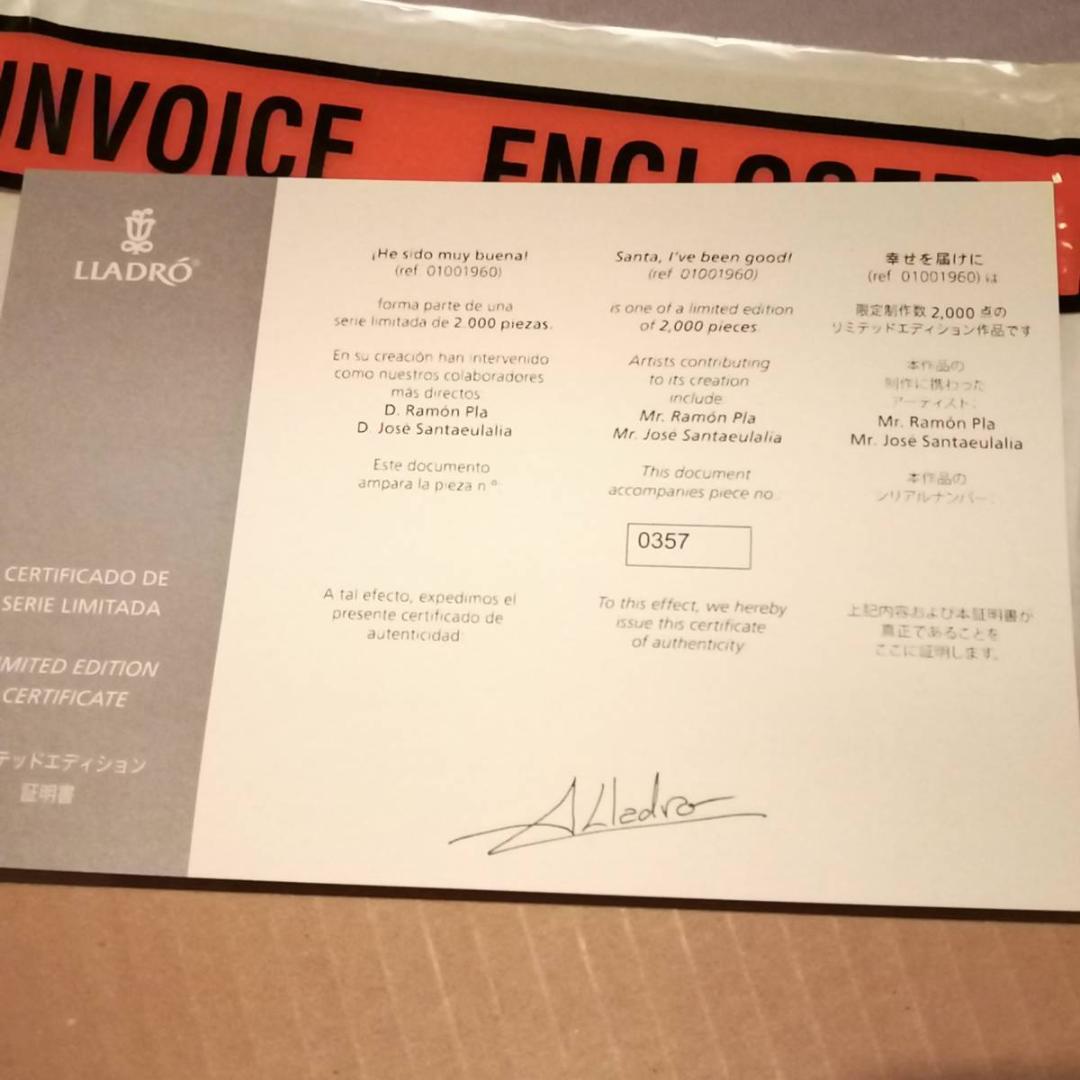 INVOICE ENCLOSED
LLADRÓ®
CERTIFICADO DE
SERIE LIMITADA
LIMITED EDITION
CERTIFICATE
テッドエディション
証明書
¡He sido muy buena!
(ref. 01001960)
forma parte de una
serie limitada de 2.000 piezas.
En su creación han intervenido
como nuestros colaboradores
más directos
D. Ramón Pla
D. José Santaeulalia
Este documento
ampara la pieza n.º:
A tal efecto, expedimos el
presente certificado de
autenticidad
Santa, I've been good!
(ref. 01001960)
is one of a limited edition
of 2,000 pieces
Artists contributing
to its creation
include:
Mr. Ramón Pla
Mr. José Santaeulalia
This document
accompanies piece no.
0357
To this effect, we hereby
issue this certificate
of authenticity
幸せを届けに
(ref. 01001960) は
限定制作数 2,000 点の
リミテッドエディション作品です
本作品の
制作に携わった
アーティスト:
Mr. Ramón Pla
Mr. José Santaeulalia
本作品の
シリアルナンバー:
上記内容および本証明書が
真正であることを
ここに証明します。
ALladro